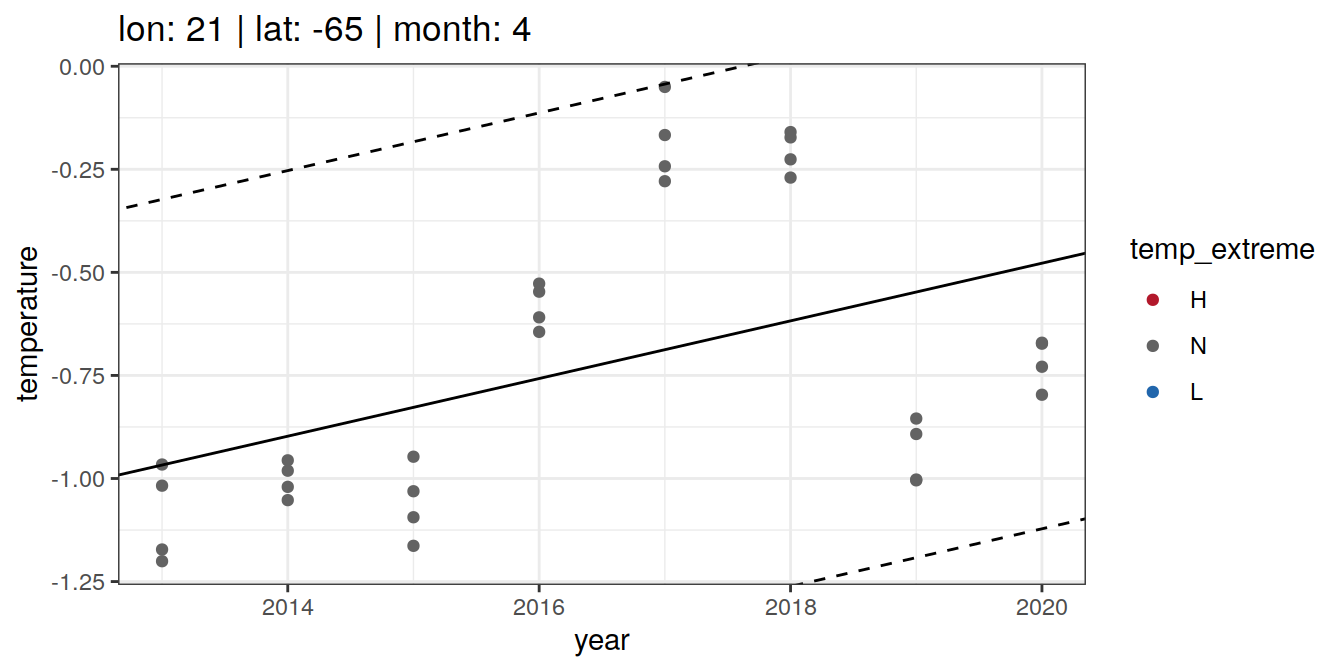 lon: 21 | lat: -65 | month: 4
temperature
0.00
-0.25
-0.50
-0.75
-1.00
-1.25
2014 2016 2018 2020
year
temp_extreme
H
N
L